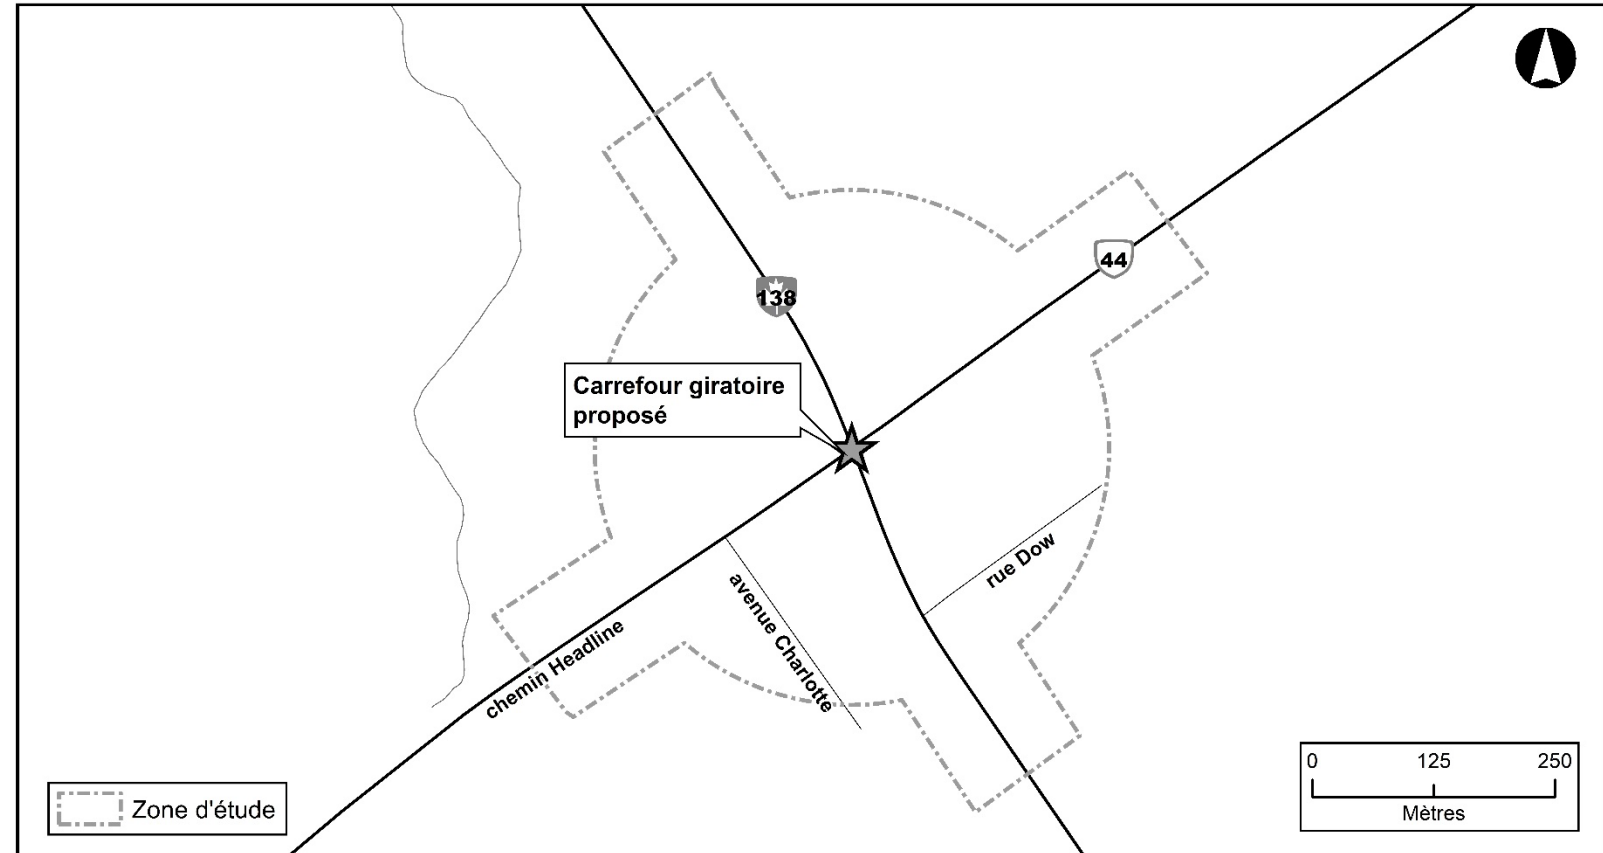 138
44
Carrefour giratoire
proposé
rue Dow
avenue Charlotte
chemin Headline
Zone d'étude
0 125 250
Mètres